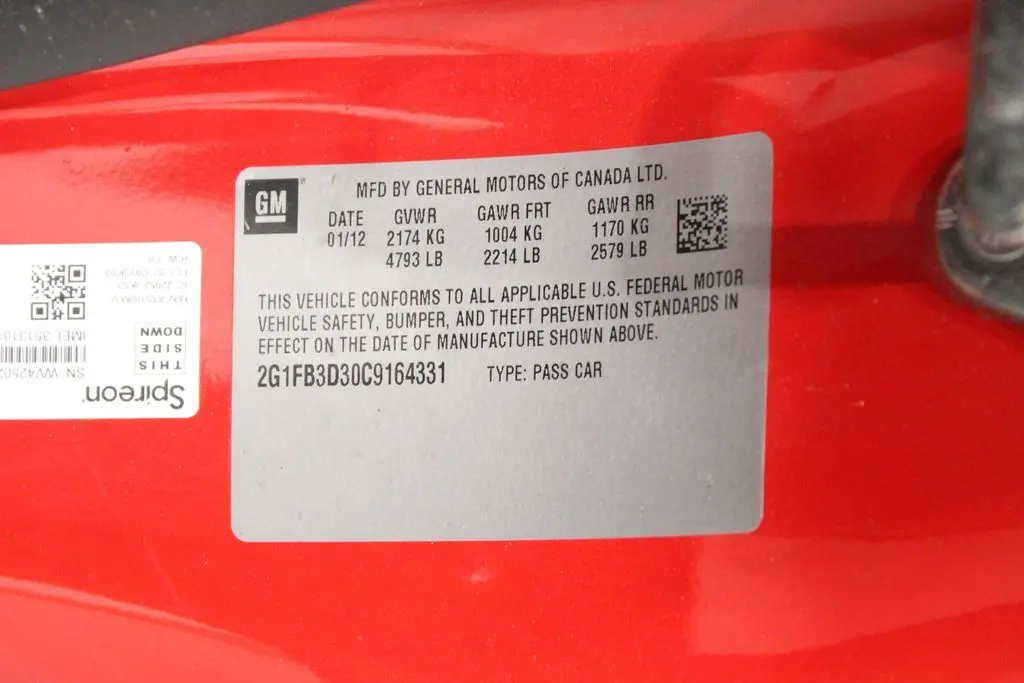 GM
MFD BY GENERAL MOTORS OF CANADA LTD.
DATE GVWR GAWR FRT GAWR RR
01/12 2174 KG 1004 KG 1170 KG
4793 LB 2214 LB 2579 LB
THIS VEHICLE CONFORMS TO ALL APPLICABLE U.S. FEDERAL MOTOR
VEHICLE SAFETY, BUMPER, AND THEFT PREVENTION STANDARDS IN
EFFECT ON THE DATE OF MANUFACTURE SHOWN ABOVE.
2G1FB3D30C9164331 TYPE: PASS CAR
Spireon
THIS
SIDE
DOWN